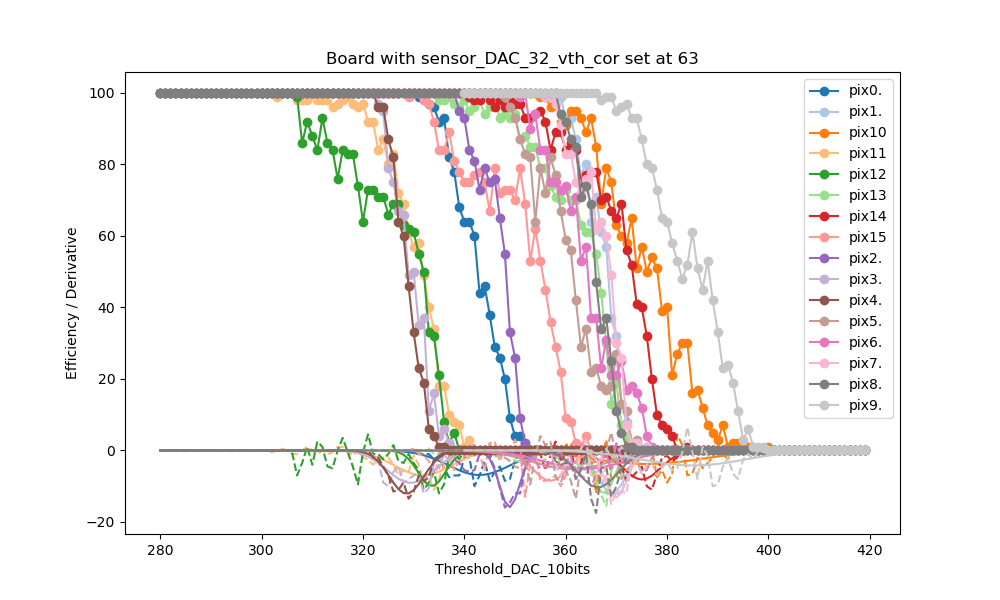 Board with sensor_DAC_32_vth_cor set at 63
Efficiency / Derivative
100
80
60
40
20
0
−20
280
300
320
340
360
380
400
420
Threshold_DAC_10bits
pix0.
pix1.
pix10
pix11
pix12
pix13
pix14
pix15
pix2.
pix3.
pix4.
pix5.
pix6.
pix7.
pix8.
pix9.